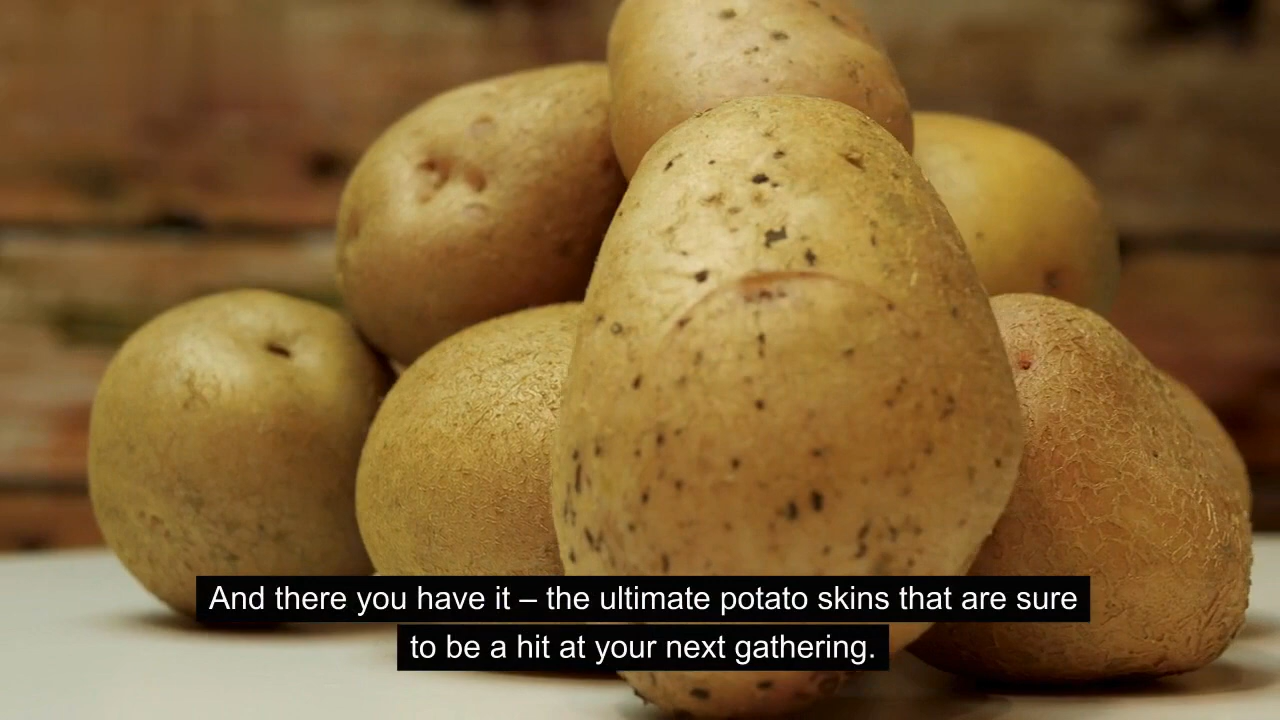 And there you have it – the ultimate potato skins that are sure
to be a hit at your next gathering.